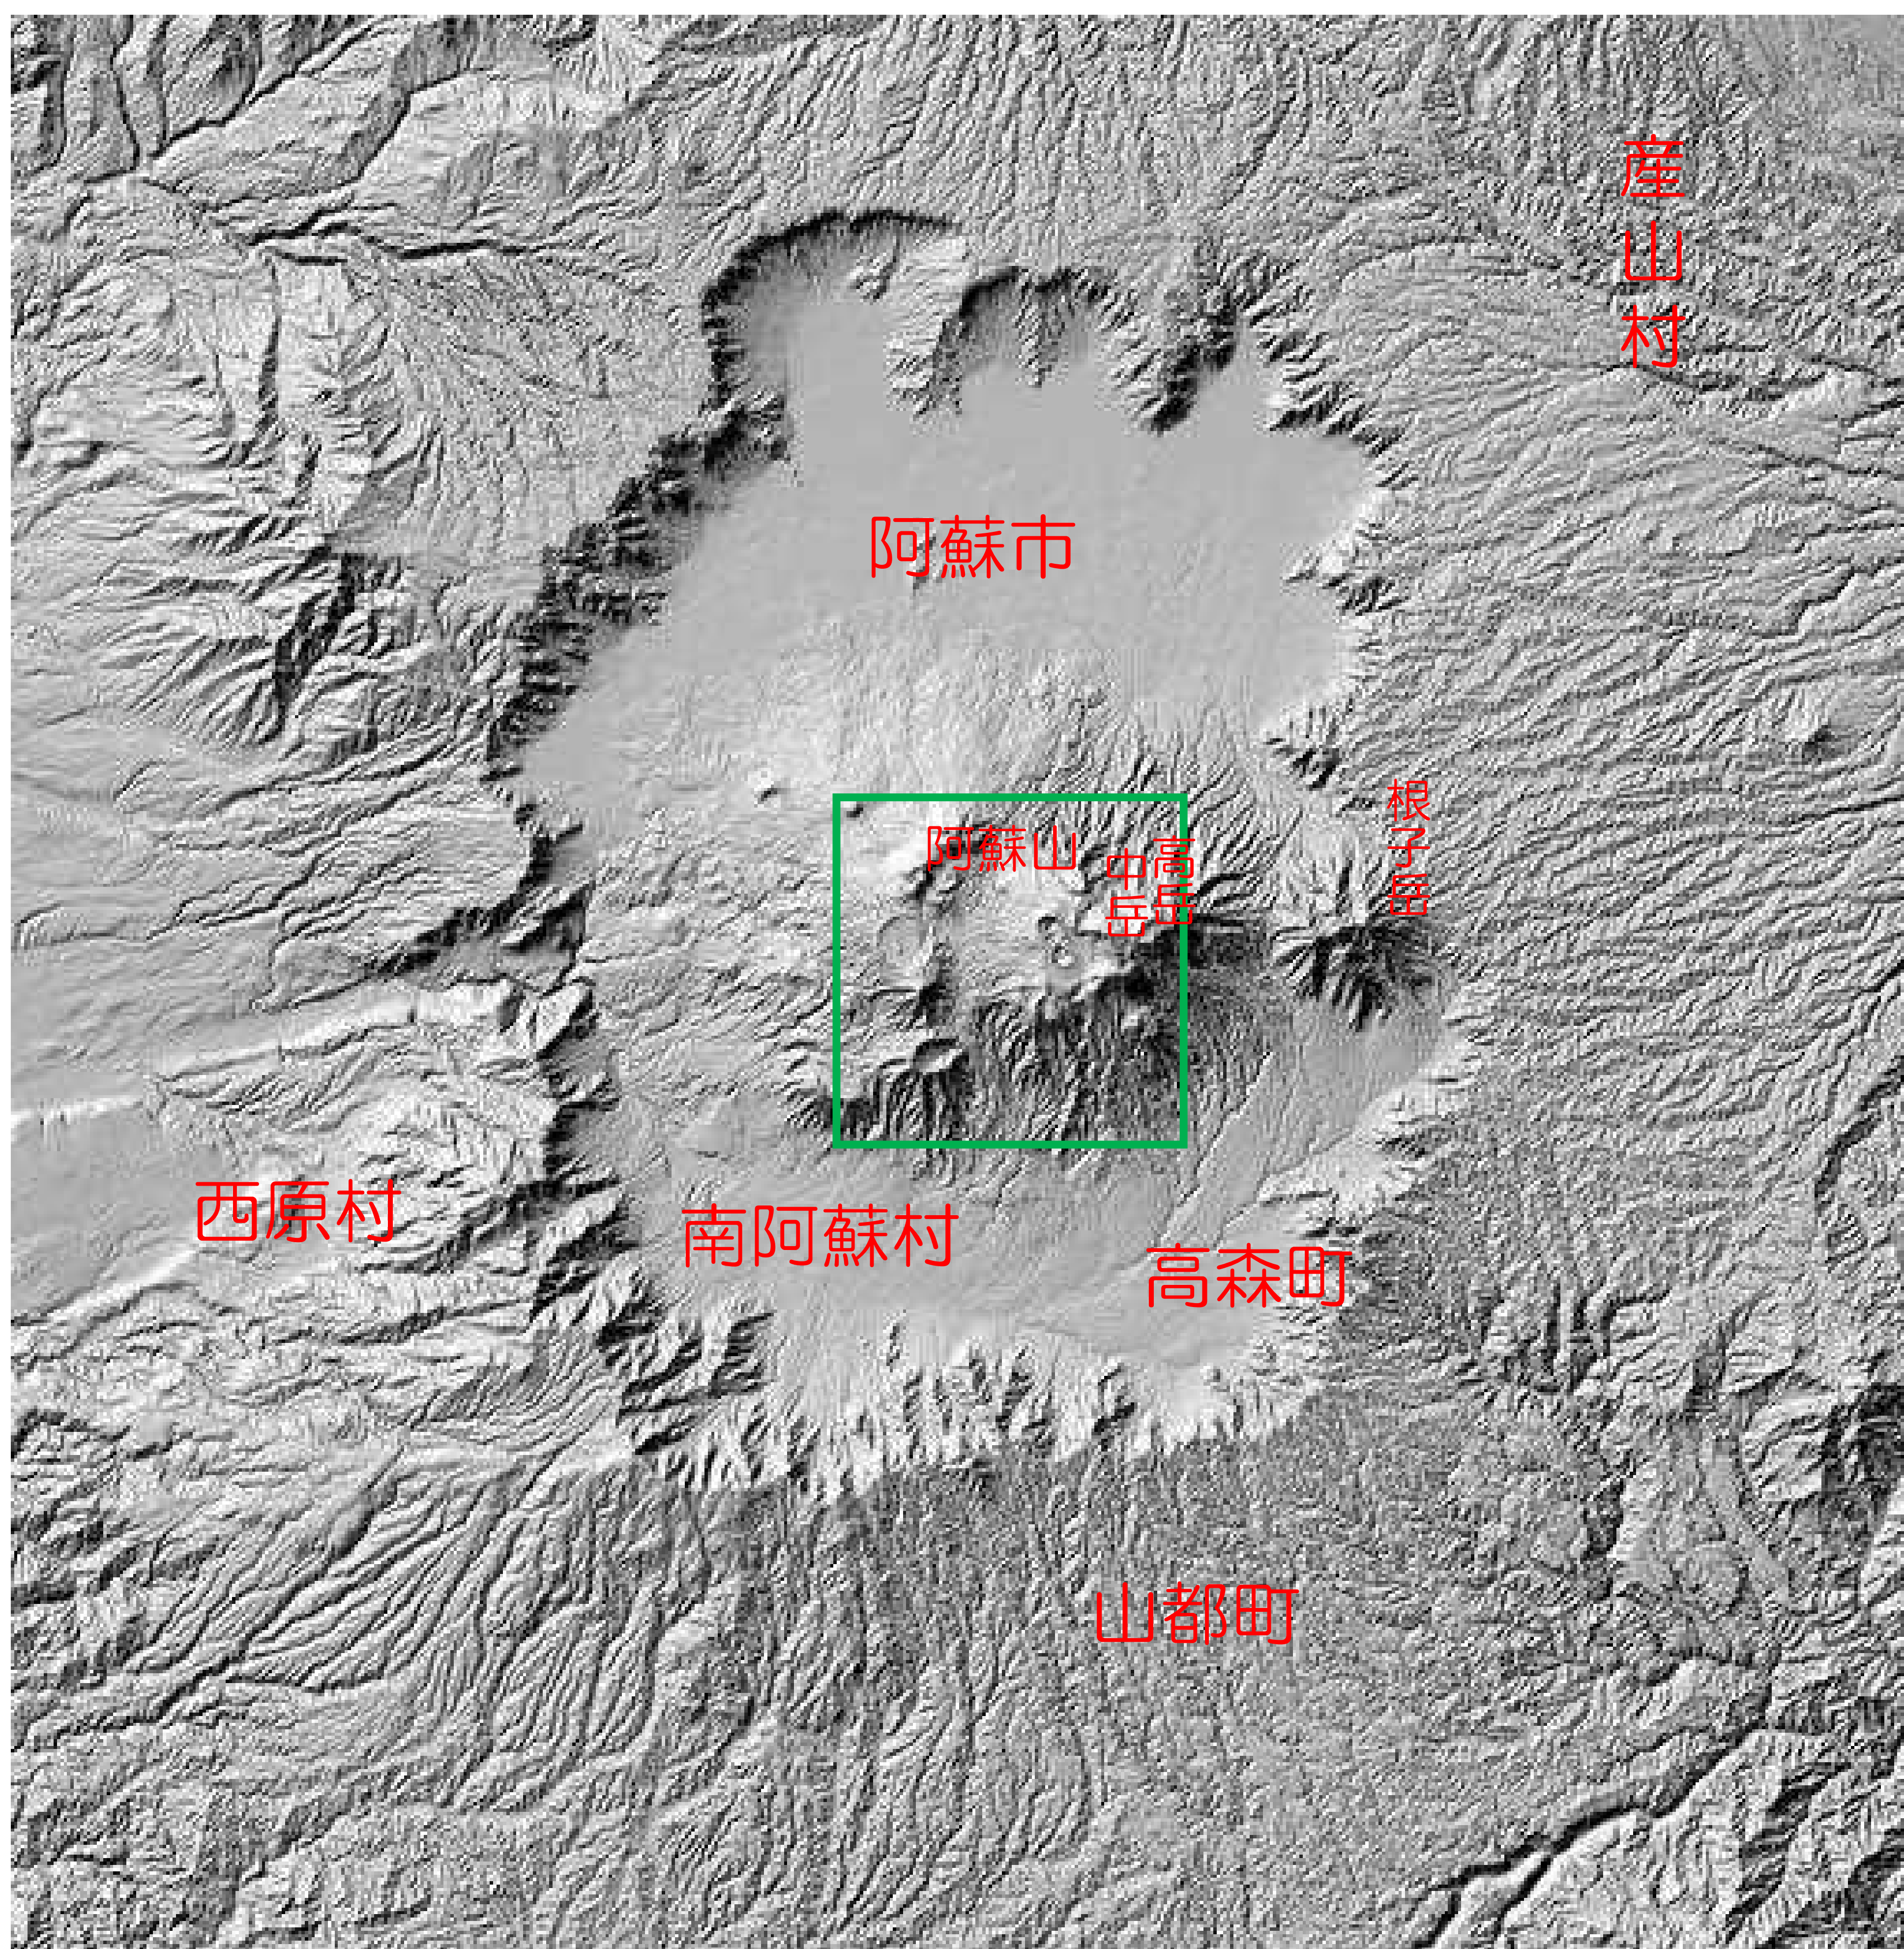 産山村
阿蘇市
根子岳
阿蘇山
高岳
中岳
西原村
南阿蘇村
高森町
山都町